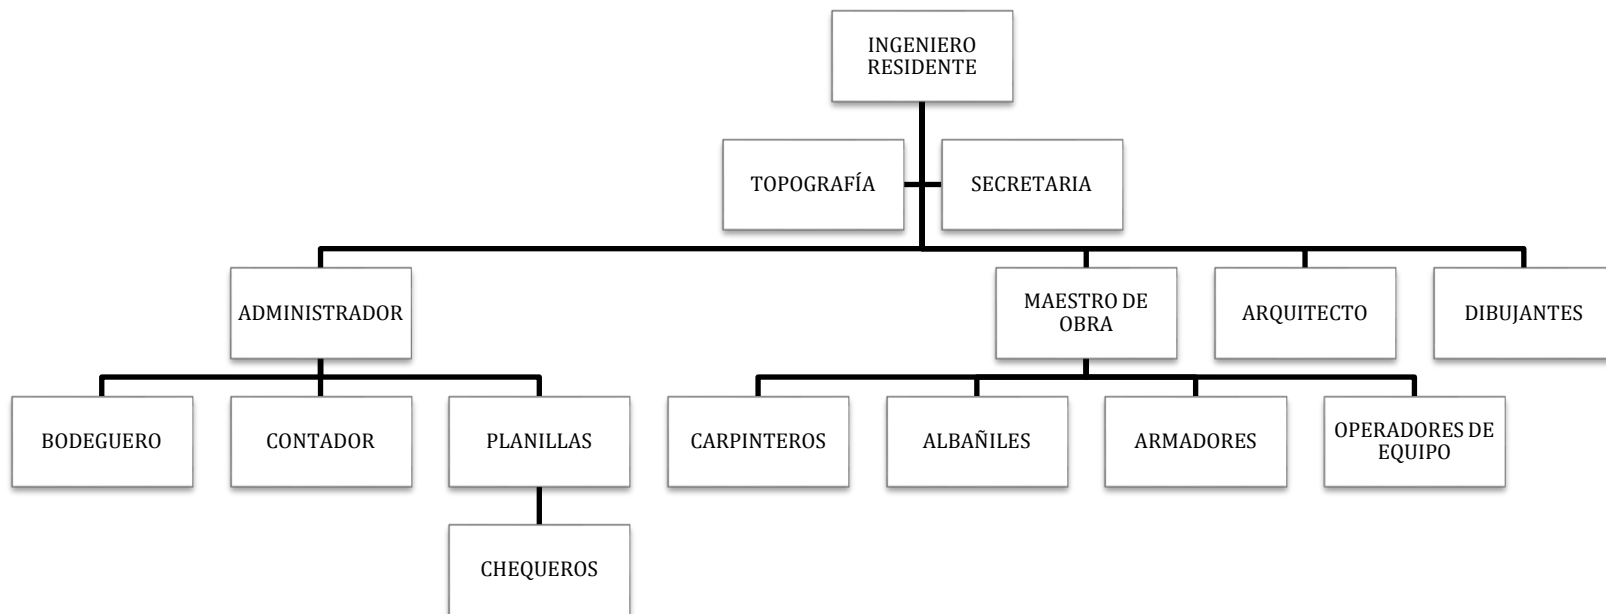 INGENIERO
RESIDENTE
TOPOGRAFÍA
SECRETARIA
ADMINISTRADOR
MAESTRO DE
OBRA
ARQUITECTO
DIBUJANTES
BODEGUERO
CONTADOR
PLANILLAS
CARPINTEROS
ALBAÑILES
ARMADORES
OPERADORES DE
EQUIPO
CHEQUEROS